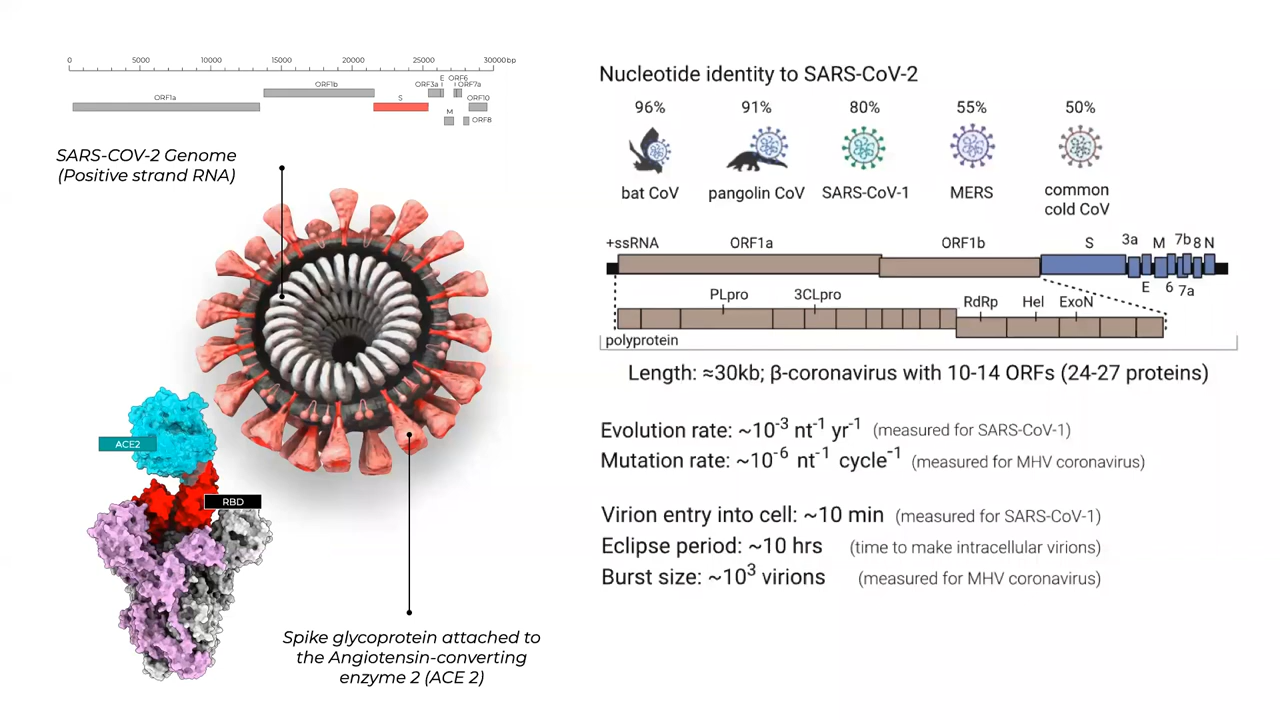 0 5000 10000 15000 20000 25000 30000bp
E ORF6
ORF1b ORF3a ORF7a
ORF1a S ORF10
M ORF8
SARS-COV-2 Genome
(Positive strand RNA)
ACE2
RBD
Spike glycoprotein attached to
the Angiotensin-converting
enzyme 2 (ACE 2)
Nucleotide identity to SARS-CoV-2
96% 91% 80% 55% 50%
bat CoV pangolin CoV SARS-CoV-1 MERS common
cold CoV
+ssRNA ORF1a ORF1b S 3a M 7b 8 N
E 6 7a
PLpro 3CLpro RdRp Hel ExoN
polyprotein
Length: ≈30kb; β-coronavirus with 10-14 ORFs (24-27 proteins)
Evolution rate: ~10⁻³ nt⁻¹ yr⁻¹ (measured for SARS-CoV-1)
Mutation rate: ~10⁻⁶ nt⁻¹ cycle⁻¹ (measured for MHV coronavirus)
Virion entry into cell: ~10 min (measured for SARS-CoV-1)
Eclipse period: ~10 hrs (time to make intracellular virions)
Burst size: ~10³ virions (measured for MHV coronavirus)